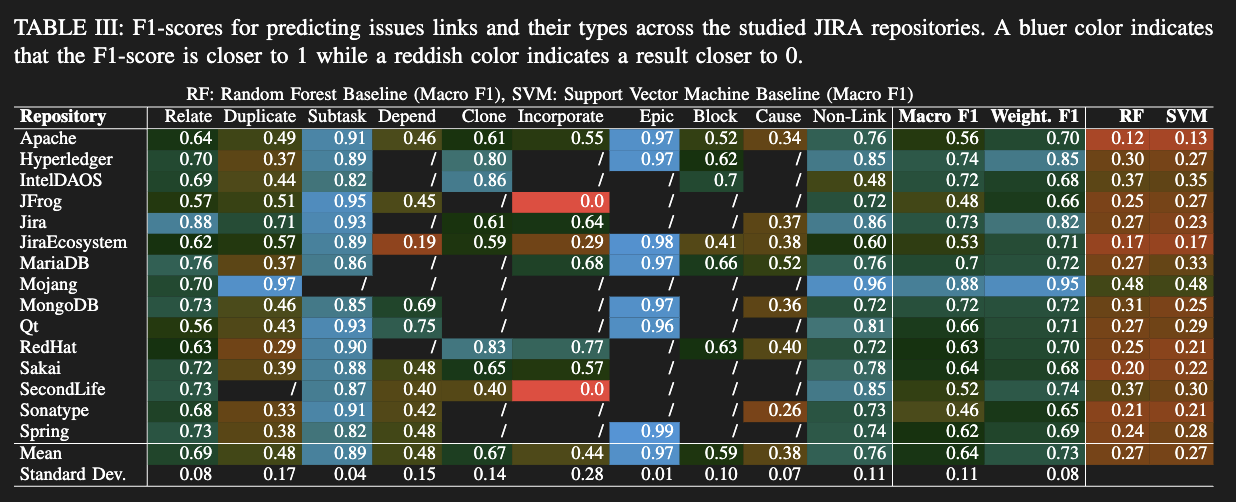 TABLE III: F1-scores for predicting issues links and their types across the studied JIRA repositories. A bluer color indicates
that the F1-score is closer to 1 while a reddish color indicates a result closer to 0.
RF: Random Forest Baseline (Macro F1), SVM: Support Vector Machine Baseline (Macro F1)
Repository Relate Duplicate Subtask Depend Clone Incorporate Epic Block Cause Non-Link Macro F1 Weight. F1 RF SVM
Apache 0.64 0.49 0.91 0.46 0.61 0.55 0.97 0.52 0.34 0.76 0.56 0.70 0.12 0.13
Hyperledger 0.70 0.37 0.89 / 0.80 / 0.97 0.62 / 0.85 0.74 0.85 0.30 0.27
IntelDAOS 0.69 0.44 0.82 / 0.86 / / 0.7 / 0.48 0.72 0.68 0.37 0.35
JFrog 0.57 0.51 0.95 0.45 / 0.0 / / / 0.72 0.48 0.66 0.25 0.27
Jira 0.88 0.71 0.93 / 0.61 0.64 / / 0.37 0.86 0.73 0.82 0.27 0.23
JiraEcosystem 0.62 0.57 0.89 0.19 0.59 0.29 0.98 0.41 0.38 0.60 0.53 0.71 0.17 0.17
MariaDB 0.76 0.37 0.86 / / 0.68 0.97 0.66 0.52 0.76 0.7 0.72 0.27 0.33
Mojang 0.70 0.97 / / / / / / / 0.96 0.88 0.95 0.48 0.48
MongoDB 0.73 0.46 0.85 0.69 / / 0.97 / 0.36 0.72 0.72 0.72 0.31 0.25
Qt 0.56 0.43 0.93 0.75 / / 0.96 / / 0.81 0.66 0.71 0.27 0.29
RedHat 0.63 0.29 0.90 / 0.83 0.77 / 0.63 0.40 0.72 0.63 0.70 0.25 0.21
Sakai 0.72 0.39 0.88 0.48 0.65 0.57 / / / 0.78 0.64 0.68 0.20 0.22
SecondLife 0.73 / 0.87 0.40 0.40 0.0 / / / 0.85 0.52 0.74 0.37 0.30
Sonatype 0.68 0.33 0.91 0.42 / / / / 0.26 0.73 0.46 0.65 0.21 0.21
Spring 0.73 0.38 0.82 0.48 / / 0.99 / / 0.74 0.62 0.69 0.24 0.28
Mean 0.69 0.48 0.89 0.48 0.67 0.44 0.97 0.59 0.38 0.76 0.64 0.73 0.27 0.27
Standard Dev. 0.08 0.17 0.04 0.15 0.14 0.28 0.01 0.10 0.07 0.11 0.11 0.08